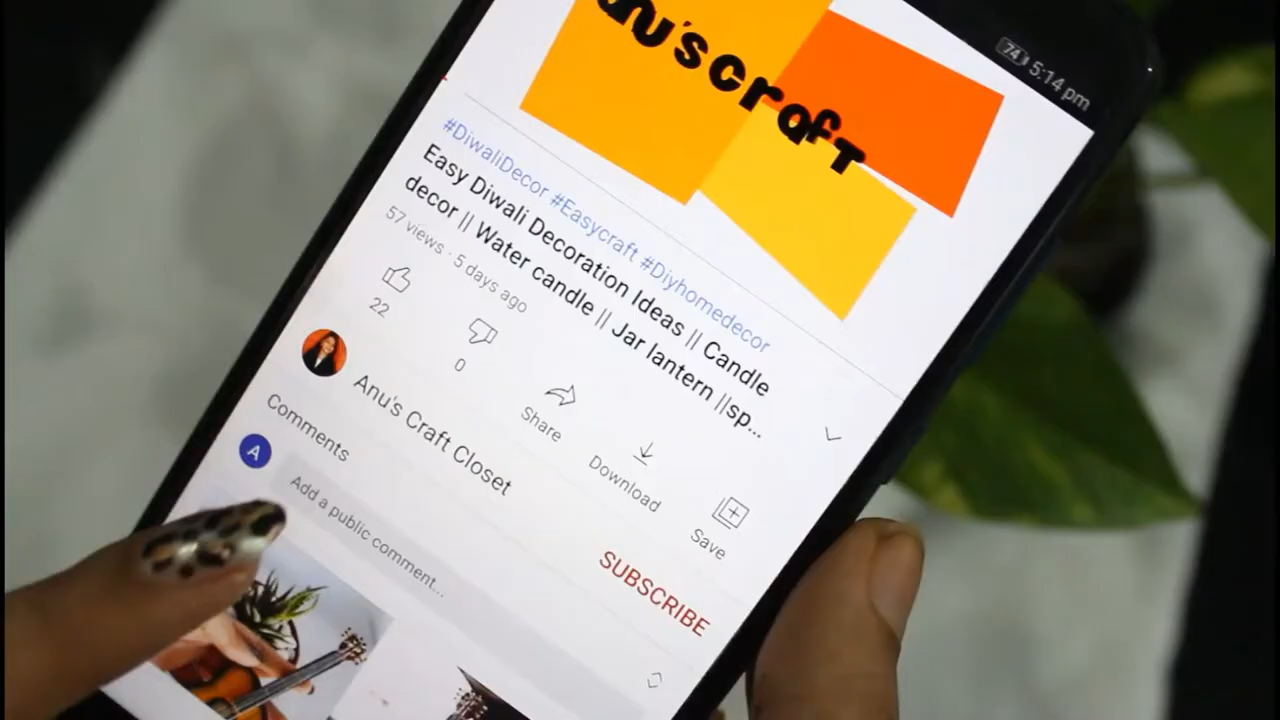 74 5:14 pm
anu's craft
#DiwaliDecor #Easycraft #Diyhomedecor
Easy Diwali Decoration Ideas || Candle
decor || Water candle || Jar lantern ||sp...
57 views · 5 days ago
22
0
Share
Download
Save
Anu's Craft Closet
SUBSCRIBE
Comments
A
Add a public comment...